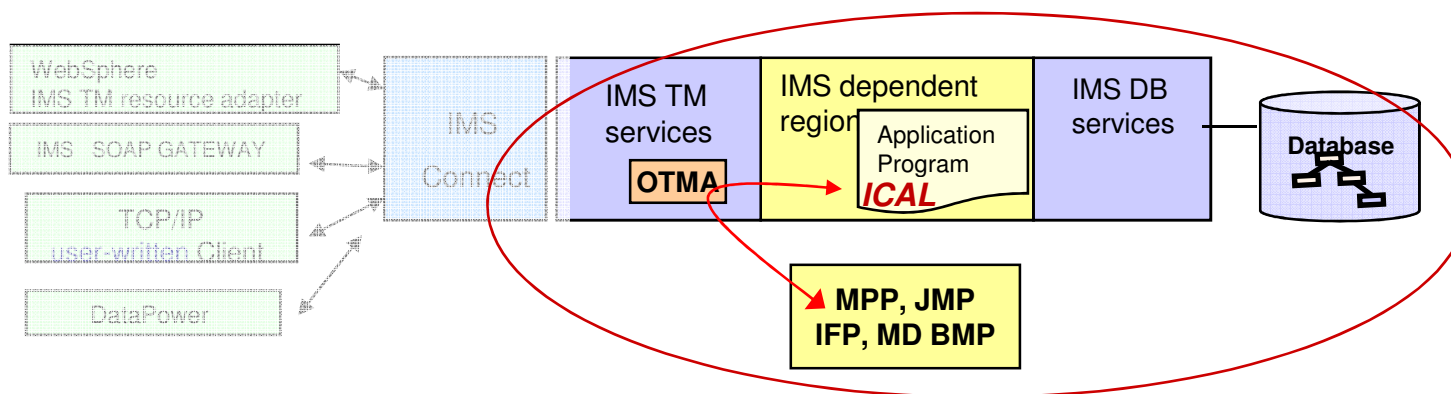 WebSphere
IMS TM resource adapter
IMS SOAP GATEWAY
TCP/IP
user-written Client
DataPower
IMS
Connect
IMS TM
services
OTMA
IMS dependent
region
Application
Program
ICAL
IMS DB
services
Database
MPP, JMP
IFP, MD BMP